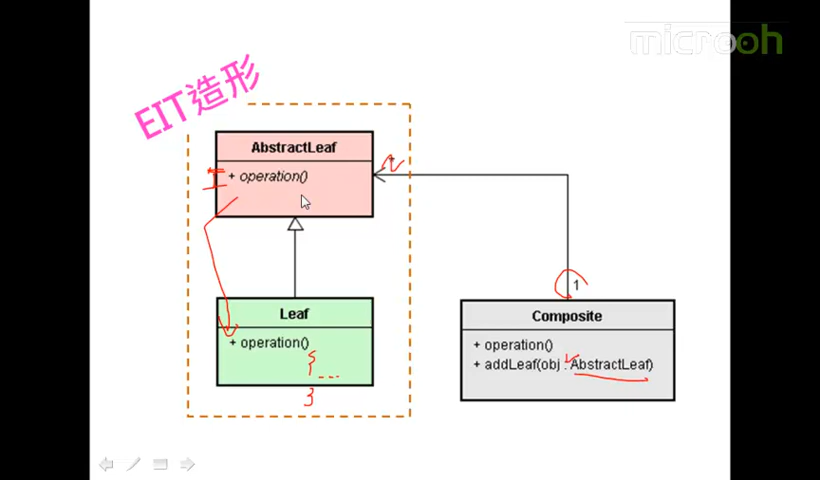 microoh
EIT造形
AbstractLeaf
I + operation()
1
Leaf
+ operation()
{
...
}
Composite
+ operation()
+ addLeaf(obj : AbstractLeaf)